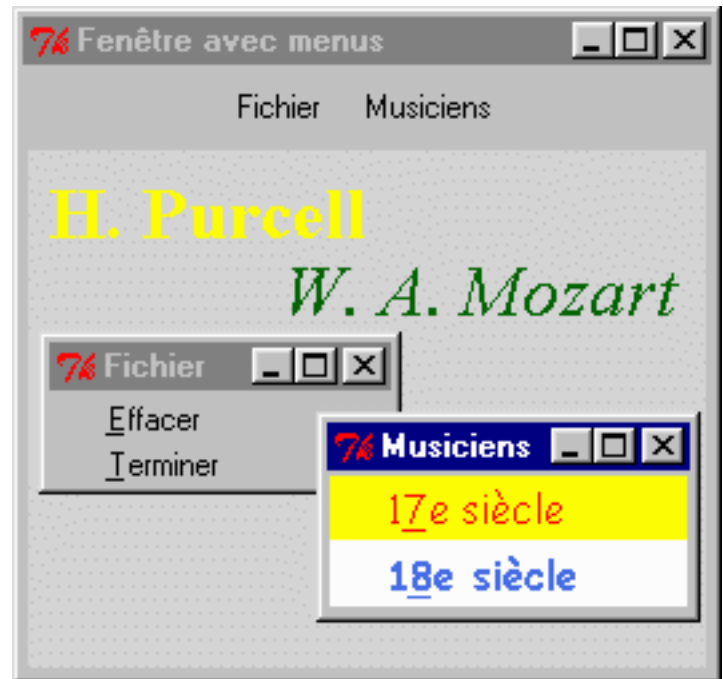 Fenêtre avec menus
Fichier Musiciens
H. Purcell
W. A. Mozart
Fichier
Effacer
Terminer
Musiciens
17e siècle
18e siècle